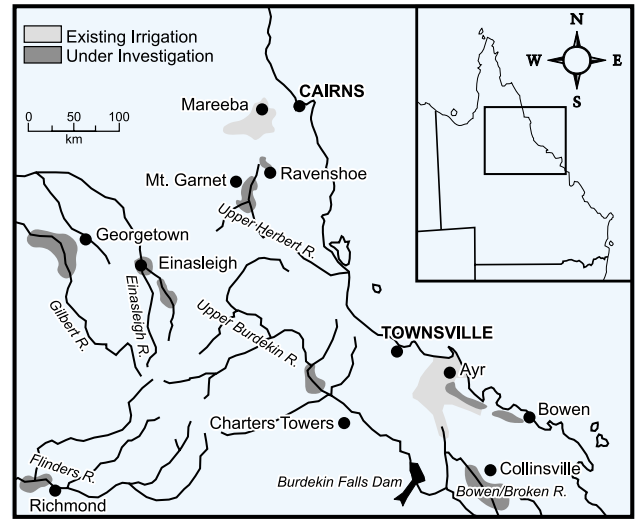 Existing Irrigation
Under Investigation
0 50 100
km
N
W E
S
CAIRNS
Mareeba
Ravenshoe
Mt. Garnet
Upper Herbert R.
Georgetown
Einasleigh
Einasleigh R.
Gilbert R.
Upper Burdekin R.
TOWNSVILLE
Ayr
Bowen
Charters Towers
Collinsville
Flinders R.
Burdekin Falls Dam
Bowen/Broken R.
Richmond